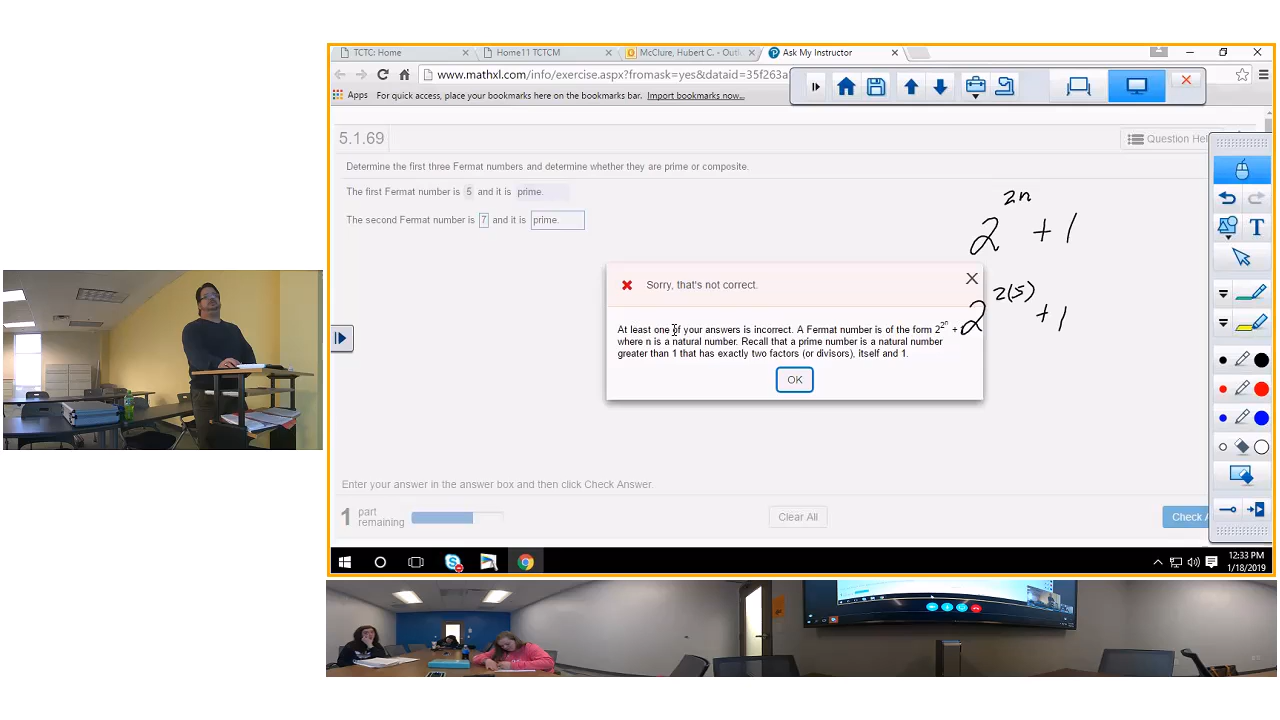 TCTC: Home
Home11 TCTCM
McClure, Hubert C. - Outl
Ask My Instructor
www.mathxl.com/info/exercise.aspx?fromask=yes&dataid=35f263a
Apps For quick access, place your bookmarks here on the bookmarks bar. Import bookmarks now...
5.1.69
Question Hel
Determine the first three Fermat numbers and determine whether they are prime or composite.
The first Fermat number is 5 and it is prime.
The second Fermat number is 7 and it is prime.
2^{2n} + 1
Sorry, that's not correct.
2^{2(5)} + 1
At least one of your answers is incorrect. A Fermat number is of the form 2^{2^n} +
where n is a natural number. Recall that a prime number is a natural number
greater than 1 that has exactly two factors (or divisors), itself and 1.
OK
T
Enter your answer in the answer box and then click Check Answer.
1 part
remaining
Clear All
Check A
12:33 PM
1/18/2019